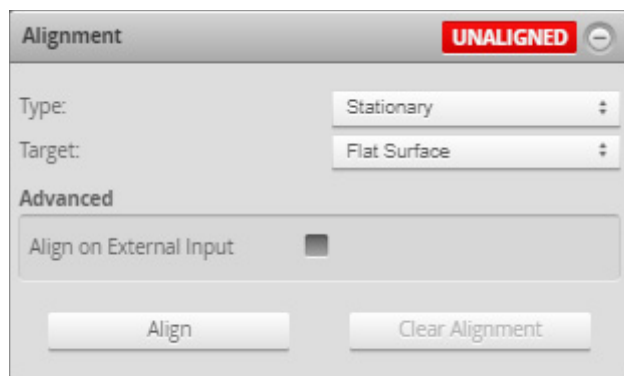 Alignment UNALIGNED
Type: Stationary
Target: Flat Surface
Advanced
Align on External Input
Align Clear Alignment